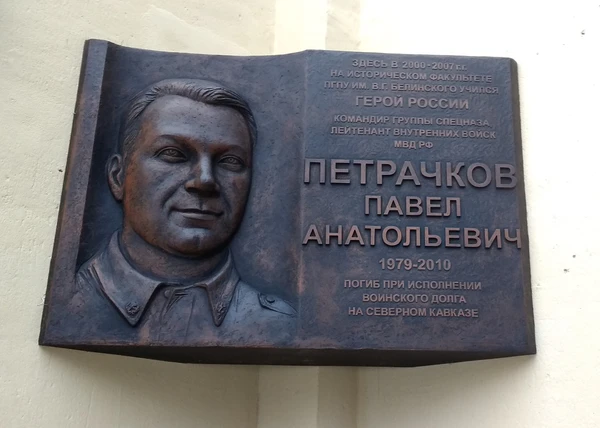 ЗДЕСЬ В 2000-2007 г.г.
НА ИСТОРИЧЕСКОМ ФАКУЛЬТЕТЕ
ПГПУ ИМ. В.Г. БЕЛИНСКОГО УЧИЛСЯ
ГЕРОЙ РОССИИ
КОМАНДИР ГРУППЫ СПЕЦНАЗА,
ЛЕЙТЕНАНТ ВНУТРЕННИХ ВОЙСК
МВД РФ
ПЕТРАЧКОВ
ПАВЕЛ
АНАТОЛЬЕВИЧ
1979-2010
ПОГИБ ПРИ ИСПОЛНЕНИИ
ВОИНСКОГО ДОЛГА
НА СЕВЕРНОМ КАВКАЗЕ